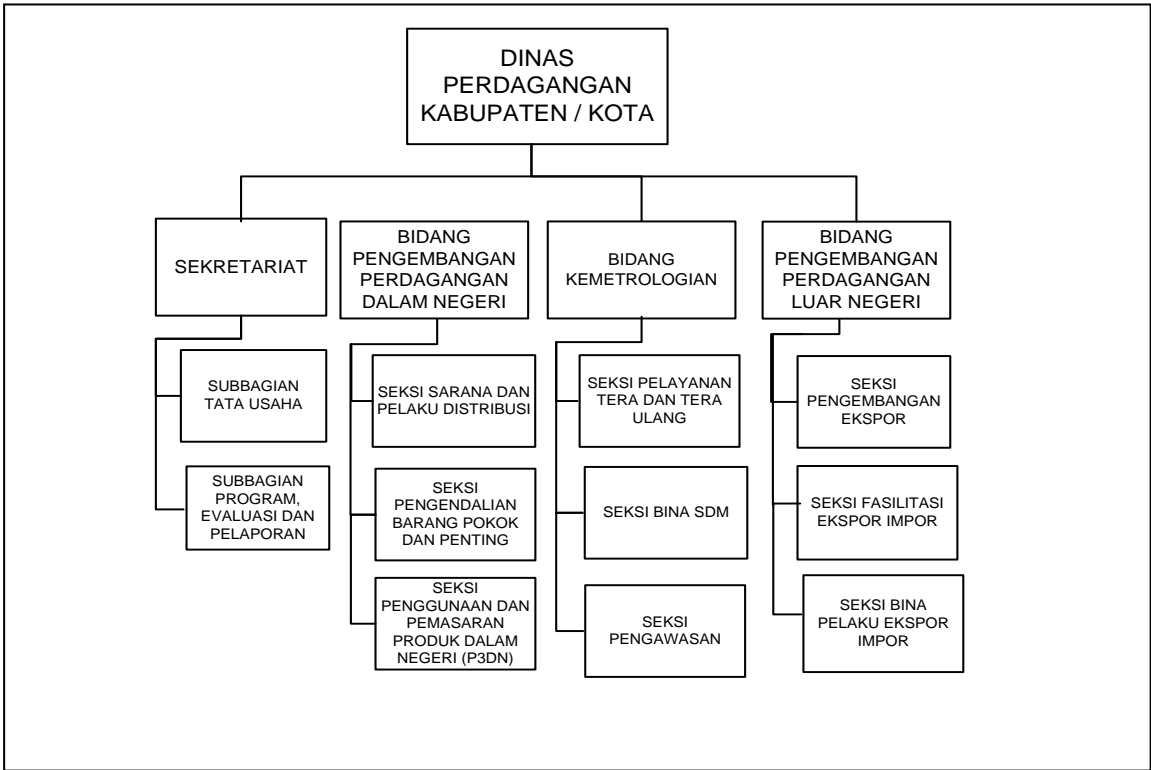 DINAS
PERDAGANGAN
KABUPATEN / KOTA
SEKRETARIAT
BIDANG
PENGEMBANGAN
PERDAGANGAN
DALAM NEGERI
BIDANG
KEMETROLOGIAN
BIDANG
PENGEMBANGAN
PERDAGANGAN
LUAR NEGERI
SUBBAGIAN
TATA USAHA
SEKSI SARANA DAN
PELAKU DISTRIBUSI
SEKSI PELAYANAN
TERA DAN TERA
ULANG
SEKSI
PENGEMBANGAN
EKSPOR
SUBBAGIAN
PROGRAM,
EVALUASI DAN
PELAPORAN
SEKSI
PENGENDALIAN
BARANG POKOK
DAN PENTING
SEKSI BINA SDM
SEKSI FASILITASI
EKSPOR IMPOR
SEKSI
PENGGUNAAN DAN
PEMASARAN
PRODUK DALAM
NEGERI (P3DN)
SEKSI
PENGAWASAN
SEKSI BINA
PELAKU EKSPOR
IMPOR